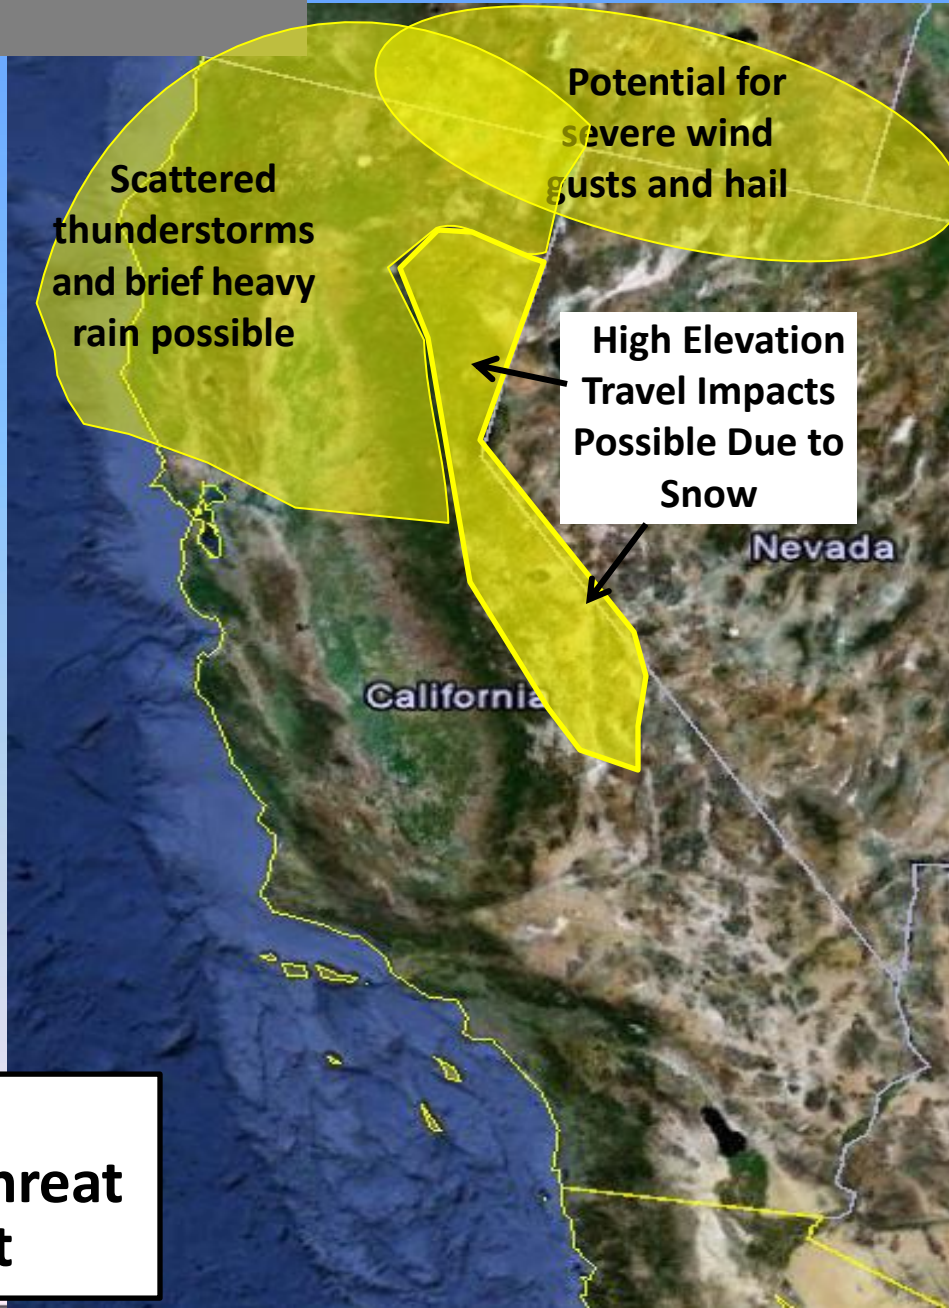 Potential for
severe wind
gusts and hail
Scattered
thunderstorms
and brief heavy
rain possible
High Elevation
Travel Impacts
Possible Due to
Snow
Nevada
California